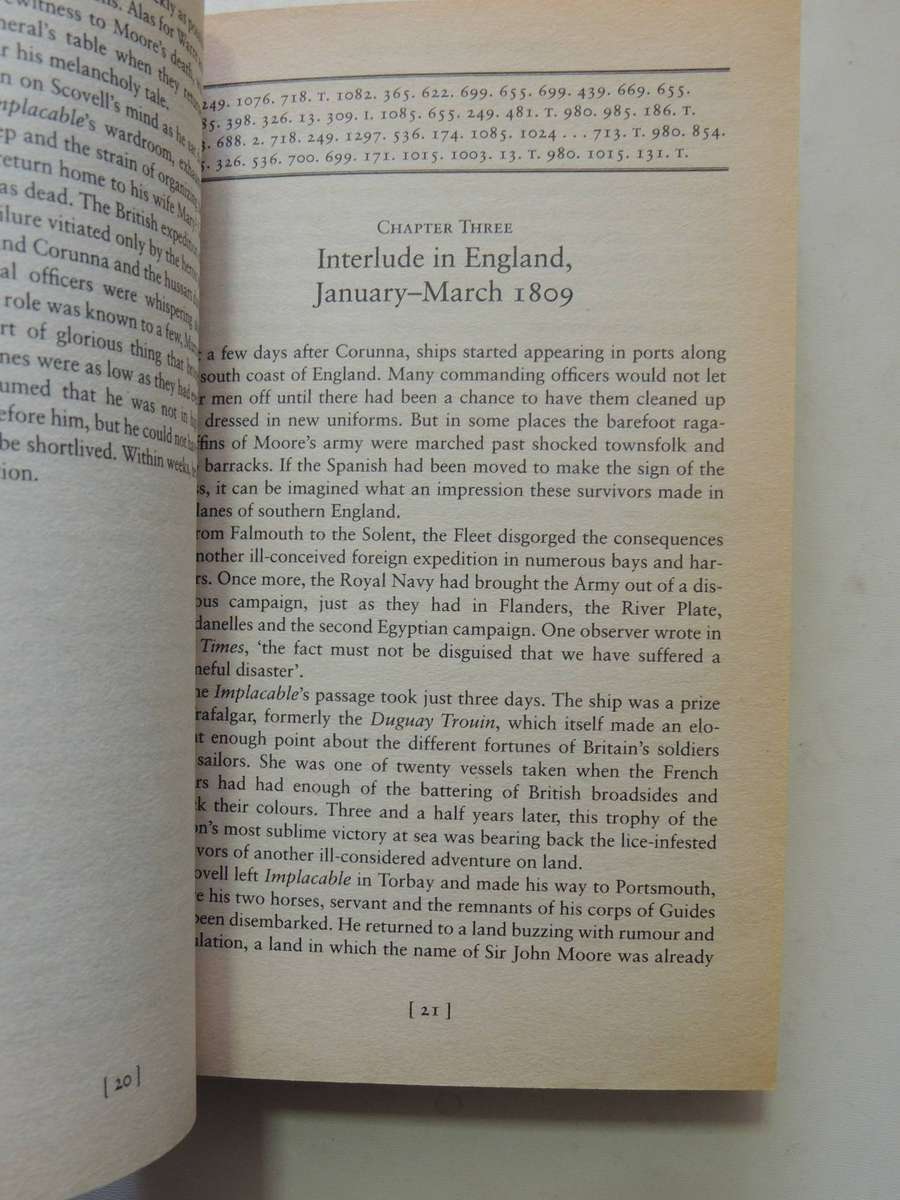 kly as
ewitness to Moore's death,
neral's table when they
r his melancholy tale.
n on Scovell's mind as he
mplacable's wardroom,
ep and the strain of organizing
return home to his wife Mary
as dead. The British expedition
ilure vitiated only by the
nd Corunna and the hussars
al officers were whispering
role was known to a few,
rt of glorious thing that
nes were as low as they had
umed that he was not in
efore him, but he could not
be shortlived. Within weeks,
ion.
[ 20 ]
249. 1076. 718. T. 1082. 365. 622. 699. 655. 699. 439. 669. 655.
398. 326. 13. 309. I. 1085. 655. 249. 481. T. 980. 985. 186. T.
688. 2. 718. 249. 1297. 536. 174. 1085. 1024 . . . 713. T. 980. 854.
326. 536. 700. 699. 171. 1015. 1003. 13. T. 980. 1015. 131. T.
CHAPTER THREE
Interlude in England,
January–March 1809
a few days after Corunna, ships started appearing in ports along
south coast of England. Many commanding officers would not let
r men off until there had been a chance to have them cleaned up
dressed in new uniforms. But in some places the barefoot raga-
ffins of Moore's army were marched past shocked townsfolk and
barracks. If the Spanish had been moved to make the sign of the
s, it can be imagined what an impression these survivors made in
lanes of southern England.
rom Falmouth to the Solent, the Fleet disgorged the consequences
nother ill-conceived foreign expedition in numerous bays and har-
rs. Once more, the Royal Navy had brought the Army out of a dis-
ous campaign, just as they had in Flanders, the River Plate,
danelles and the second Egyptian campaign. One observer wrote in
Times, 'the fact must not be disguised that we have suffered a
neful disaster'.
he Implacable's passage took just three days. The ship was a prize
rafalgar, formerly the Duguay Trouin, which itself made an elo-
t enough point about the different fortunes of Britain's soldiers
sailors. She was one of twenty vessels taken when the French
rs had had enough of the battering of British broadsides and
k their colours. Three and a half years later, this trophy of the
on's most sublime victory at sea was bearing back the lice-infested
vors of another ill-considered adventure on land.
ovell left Implacable in Torbay and made his way to Portsmouth,
e his two horses, servant and the remnants of his corps of Guides
been disembarked. He returned to a land buzzing with rumour and
ulation, a land in which the name of Sir John Moore was already
[ 21 ]